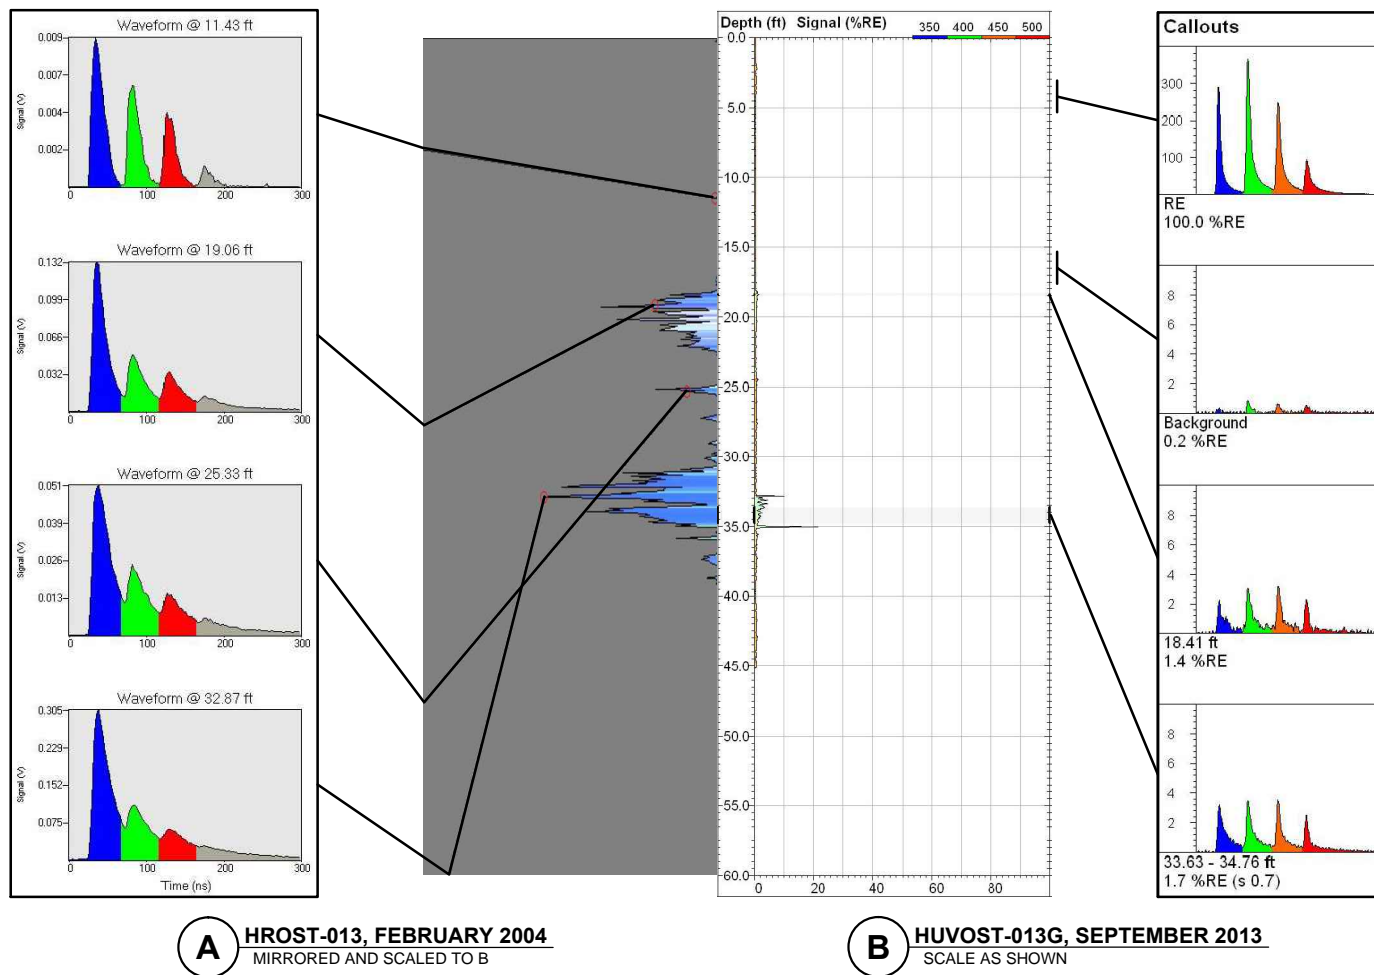 Waveform @ 11.43 ft
0.009
0.007
0.004
0.002
Signal (V)
0 100 200 300
Waveform @ 19.06 ft
0.132
0.099
0.066
0.032
Signal (V)
0 100 200 300
Waveform @ 25.33 ft
0.051
0.039
0.026
0.013
Signal (V)
0 100 200 300
Waveform @ 32.87 ft
0.305
0.229
0.152
0.075
Signal (V)
0 100 200 300
Time (ns)
Depth (ft) Signal (%RE)
350 400 450 500
0.0
5.0
10.0
15.0
20.0
25.0
30.0
35.0
40.0
45.0
50.0
55.0
60.0
0 20 40 60 80
Callouts
300
200
100
RE
100.0 %RE
8
6
4
2
Background
0.2 %RE
8
6
4
2
18.41 ft
1.4 %RE
8
6
4
2
33.63 - 34.76 ft
1.7 %RE (s 0.7)
A HROST-013, FEBRUARY 2004
MIRRORED AND SCALED TO B
B HUVOST-013G, SEPTEMBER 2013
SCALE AS SHOWN